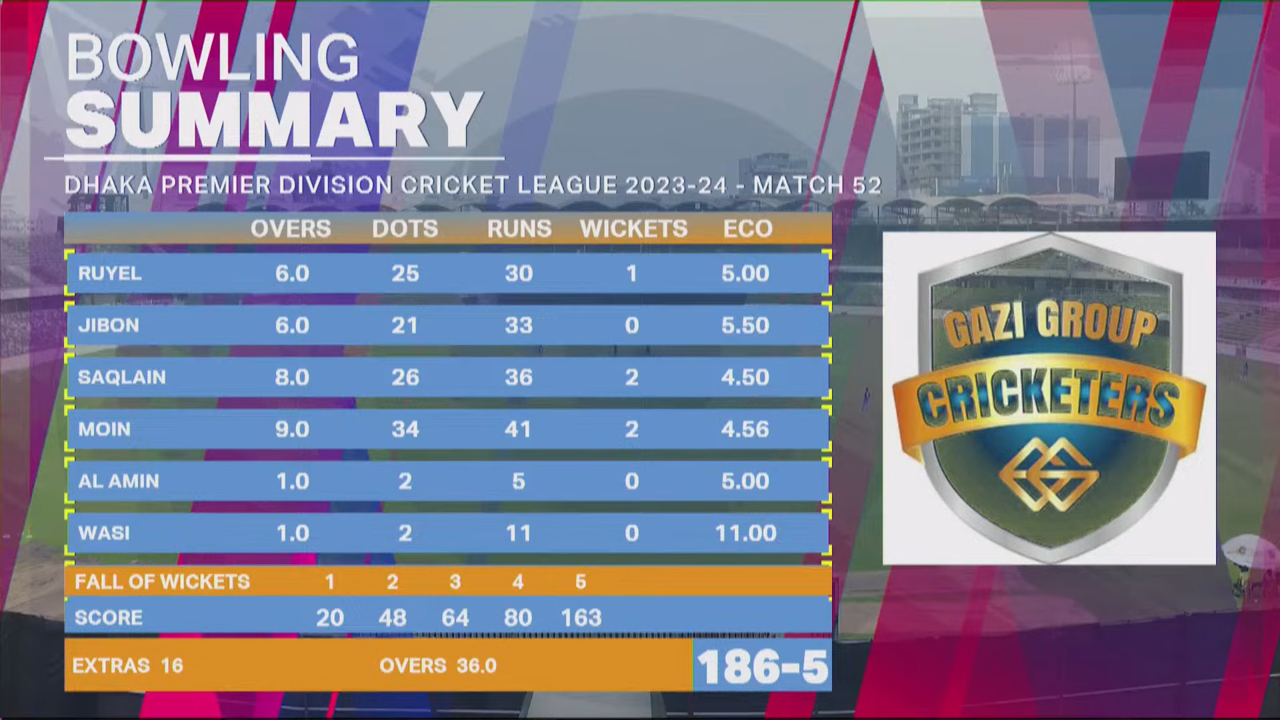 BOWLING
SUMMARY
DHAKA PREMIER DIVISION CRICKET LEAGUE 2023-24 - MATCH 52
OVERS DOTS RUNS WICKETS ECO
RUYEL 6.0 25 30 1 5.00
JIBON 6.0 21 33 0 5.50
SAQLAIN 8.0 26 36 2 4.50
MOIN 9.0 34 41 2 4.56
AL AMIN 1.0 2 5 0 5.00
WASI 1.0 2 11 0 11.00
FALL OF WICKETS 1 2 3 4 5
SCORE 20 48 64 80 163
EXTRAS 16 OVERS 36.0 186-5
GAZI GROUP
CRICKETERS